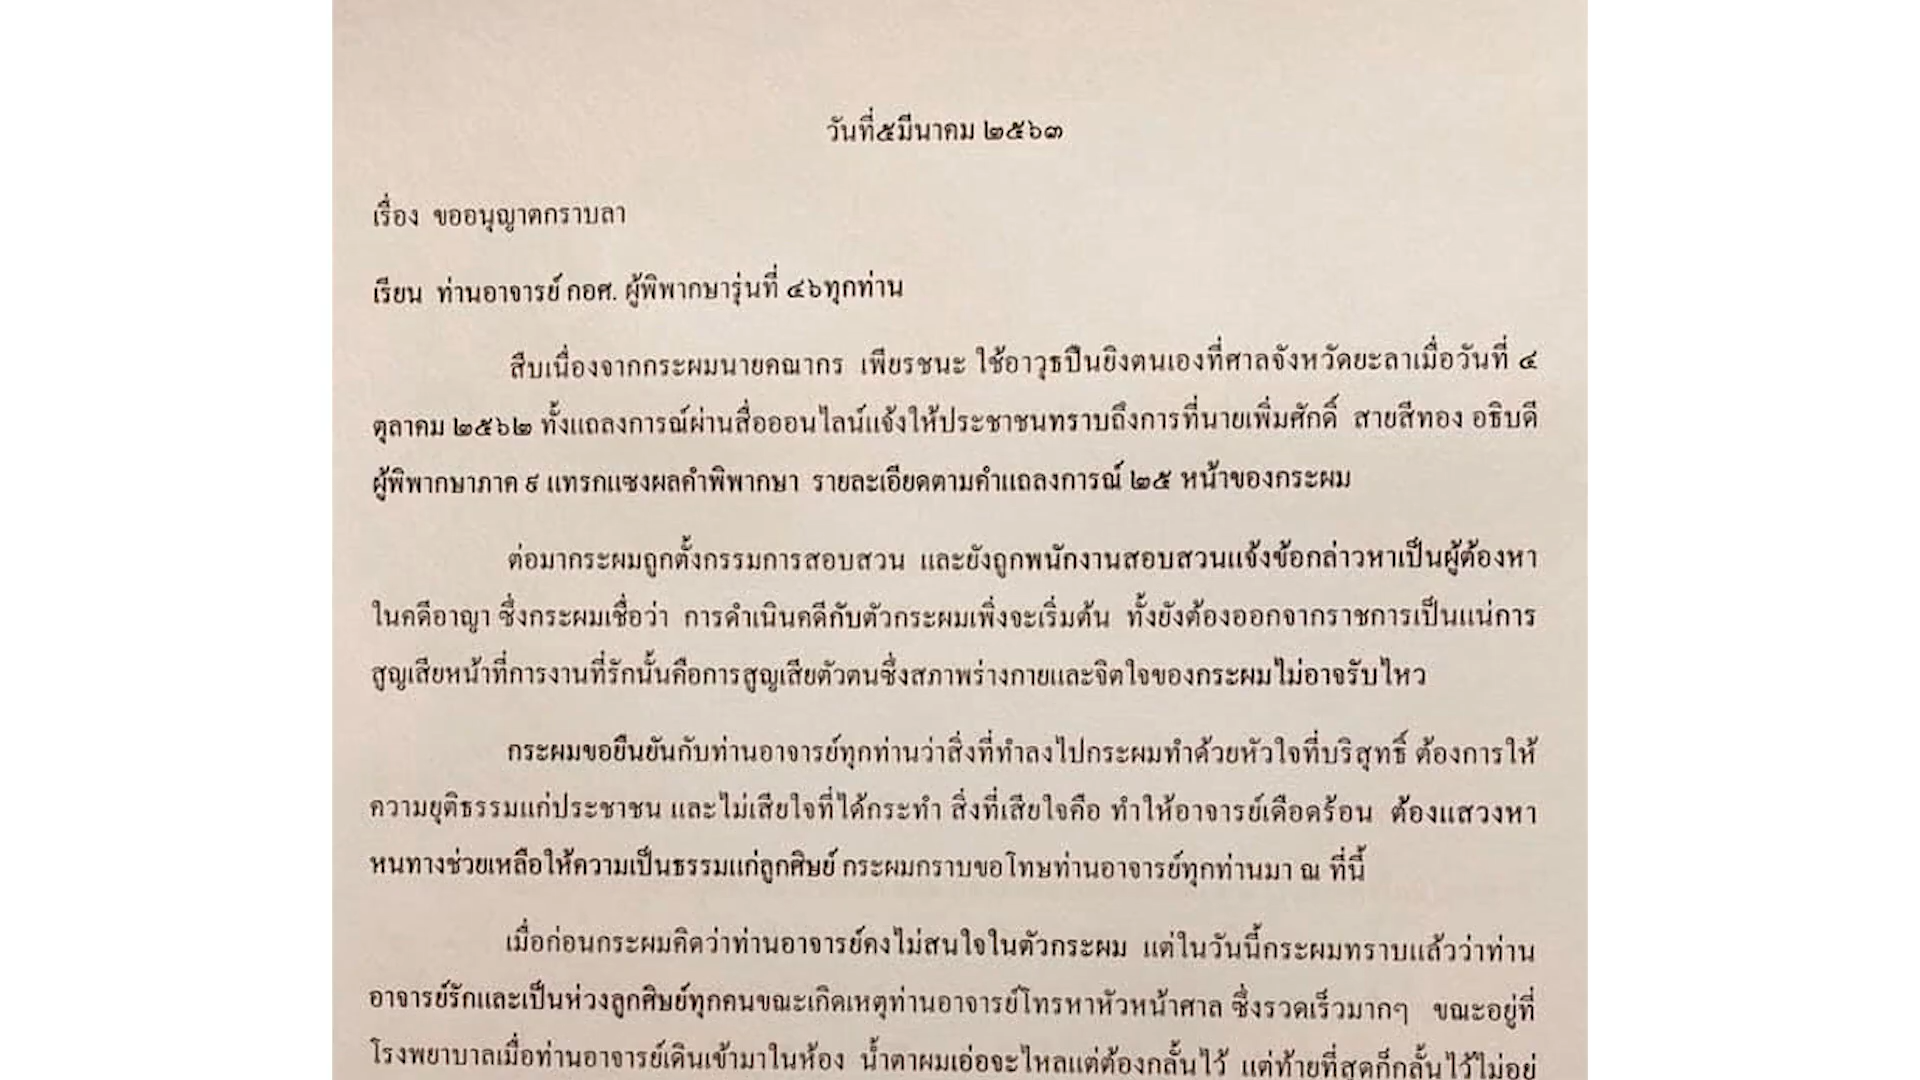 วันที่๕มีนาคม ๒๕๖๓
เรื่อง ขออนุญาตกราบลา
เรียน ท่านอาจารย์ กอศ. ผู้พิพากษารุ่นที่ ๔๖ทุกท่าน
สืบเนื่องจากกระผมนายคณากร เพียรชนะ ใช้อาวุธปืนยิงตนเองที่ศาลจังหวัดยะลาเมื่อวันที่ ๔
ตุลาคม ๒๕๖๒ ทั้งแถลงการณ์ผ่านสื่อออนไลน์แจ้งให้ประชาชนทราบถึงการที่นายเพิ่มศักดิ์ สายสีทอง อธิบดี
ผู้พิพากษาภาค ๙ แทรกแซงผลคำพิพากษา รายละเอียดตามคำแถลงการณ์ ๒๕ หน้าของกระผม
ต่อมากระผมถูกตั้งกรรมการสอบสวน และยังถูกพนักงานสอบสวนแจ้งข้อกล่าวหาเป็นผู้ต้องหา
ในคดีอาญา ซึ่งกระผมเชื่อว่า การดำเนินคดีกับตัวกระผมเพิ่งจะเริ่มต้น ทั้งยังต้องออกจากราชการเป็นแน่การ
สูญเสียหน้าที่การงานที่รักนั้นคือการสูญเสียตัวตนซึ่งสภาพร่างกายและจิตใจของกระผมไม่อาจรับไหว
กระผมขอยืนยันกับท่านอาจารย์ทุกท่านว่าสิ่งที่ทำลงไปกระผมทำด้วยหัวใจที่บริสุทธิ์ ต้องการให้
ความยุติธรรมแก่ประชาชน และไม่เสียใจที่ได้กระทำ สิ่งที่เสียใจคือ ทำให้อาจารย์เดือดร้อน ต้องแสวงหา
หนทางช่วยเหลือให้ความเป็นธรรมแก่ลูกศิษย์ กระผมกราบขอโทษท่านอาจารย์ทุกท่านมา ณ ที่นี้
เมื่อก่อนกระผมคิดว่าท่านอาจารย์คงไม่สนใจในตัวกระผม แต่ในวันนี้กระผมทราบแล้วว่าท่าน
อาจารย์รักและเป็นห่วงลูกศิษย์ทุกคนขณะเกิดเหตุท่านอาจารย์โทรหาหัวหน้าศาล ซึ่งรวดเร็วมากๆ ขณะอยู่ที่
โรงพยาบาลเมื่อท่านอาจารย์เดินเข้ามาในห้อง น้ำตาผมเอ่อจะไหลแต่ต้องกลั้นไว้ แต่ท้ายที่สุดก็กลั้นไว้ไม่อยู่